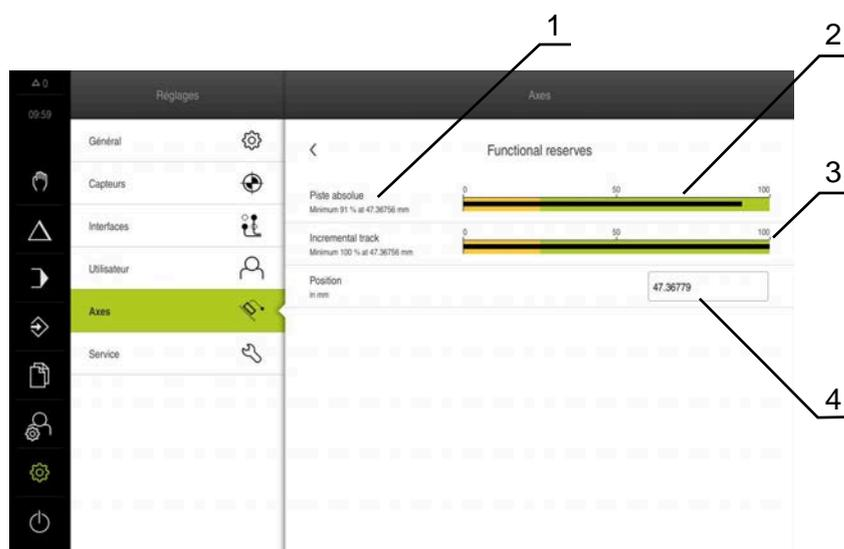 1
2
3
4
0
09:59
Réglages
Axes
Général
Capteurs
Interfaces
Utilisateur
Axes
Service
Functional reserves
Piste absolue
Minimum 91 % at 47.36756 mm
0 50 100
Incremental track
Minimum 100 % at 47.36756 mm
0 50 100
Position
in mm
47.36779